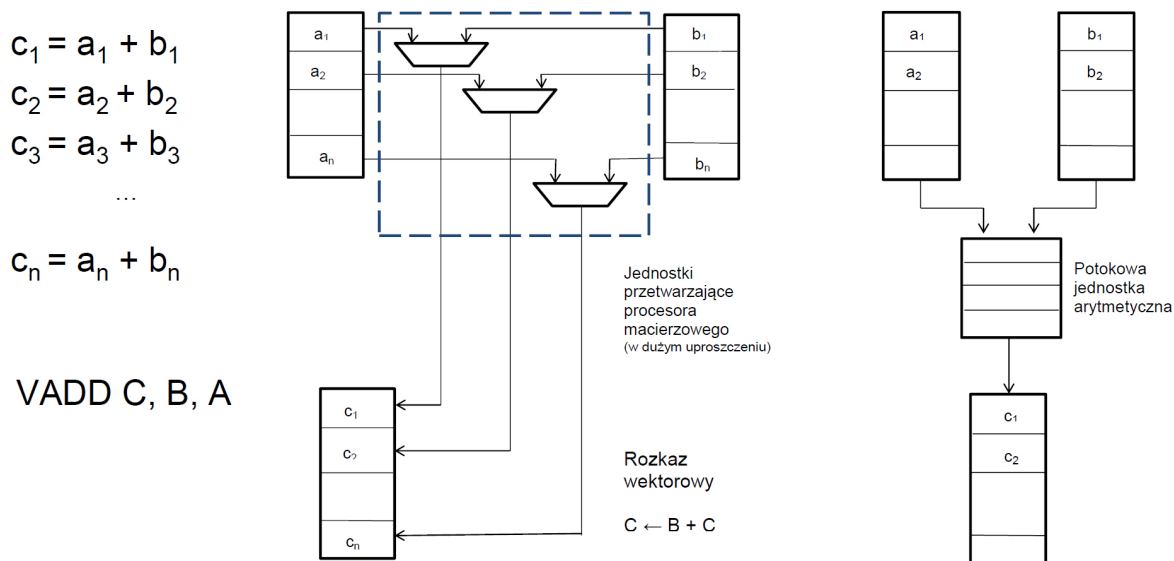 c₁ = a₁ + b₁
c₂ = a₂ + b₂
c₃ = a₃ + b₃
...
cₙ = aₙ + bₙ
VADD C, B, A
a₁
a₂
aₙ
b₁
b₂
bₙ
Jednostki
przetwarzające
procesora
macierzowego
(w dużym uproszczeniu)
c₁
c₂
cₙ
Rozkaz
wektorowy
C ← B + C
a₁
a₂
b₁
b₂
Potokowa
jednostka
arytmetyczna
c₁
c₂